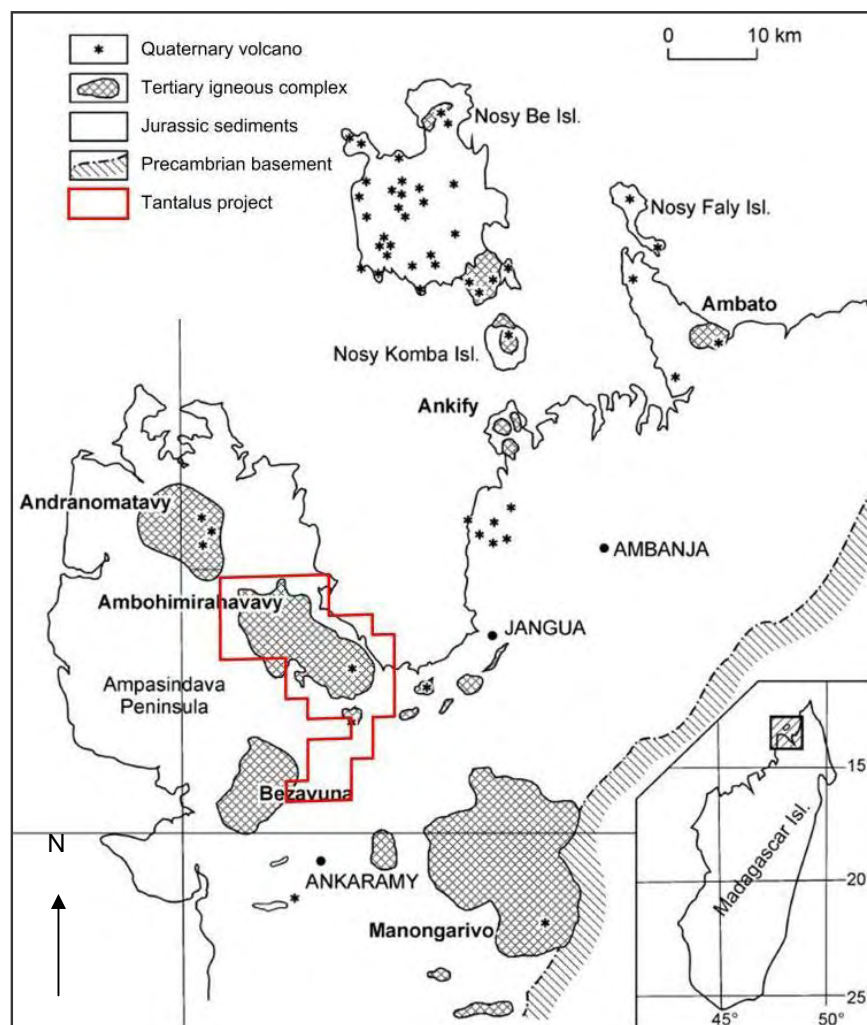 Quaternary volcano
Tertiary igneous complex
Jurassic sediments
Precambrian basement
Tantalus project
0 10 km
Nosy Be Isl.
Nosy Faly Isl.
Ambato
Nosy Komba Isl.
Ankify
Andranomatavy
AMBANJA
Ambohimirahavavy
JANGUA
Ampasindava
Peninsula
Bezavuna
N
ANKARAMY
Manongarivo
Madagascar Isl.
15
20
25
45° 50°